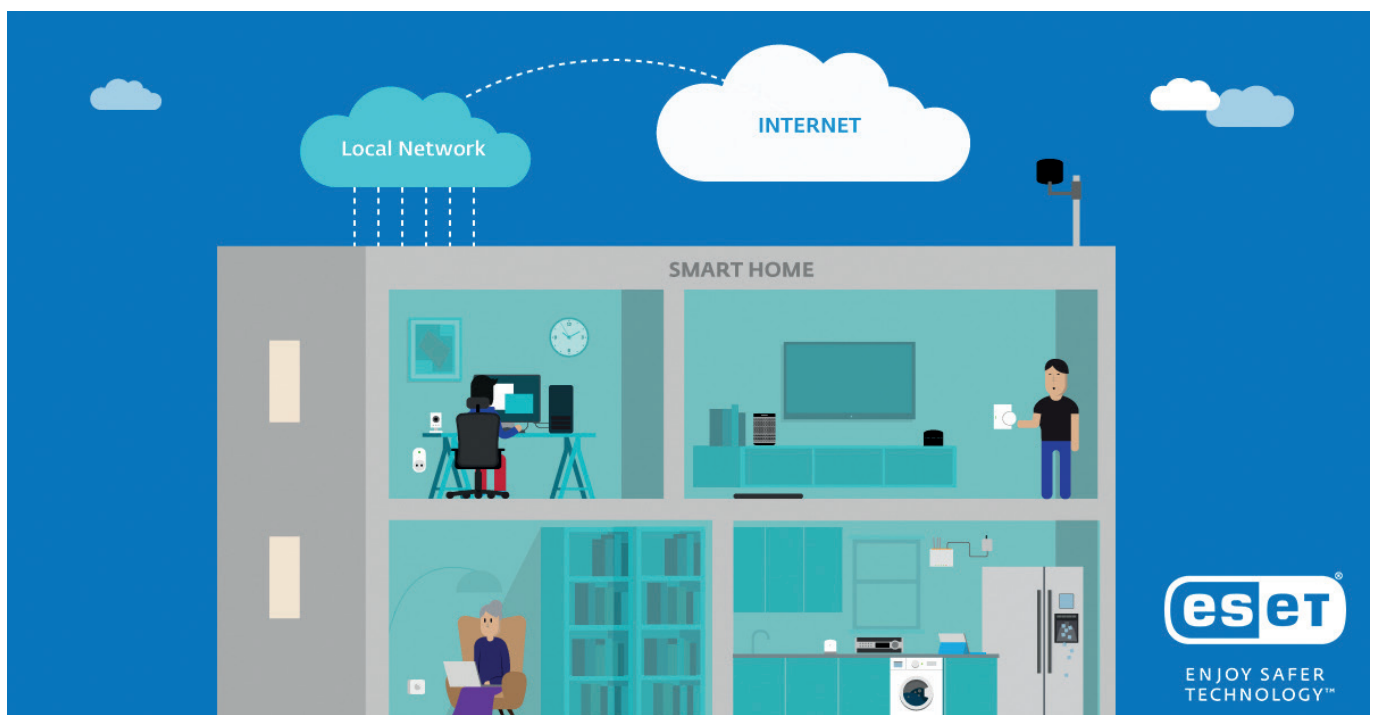 Local Network
INTERNET
SMART HOME
eseT®
ENJOY SAFER
TECHNOLOGY™